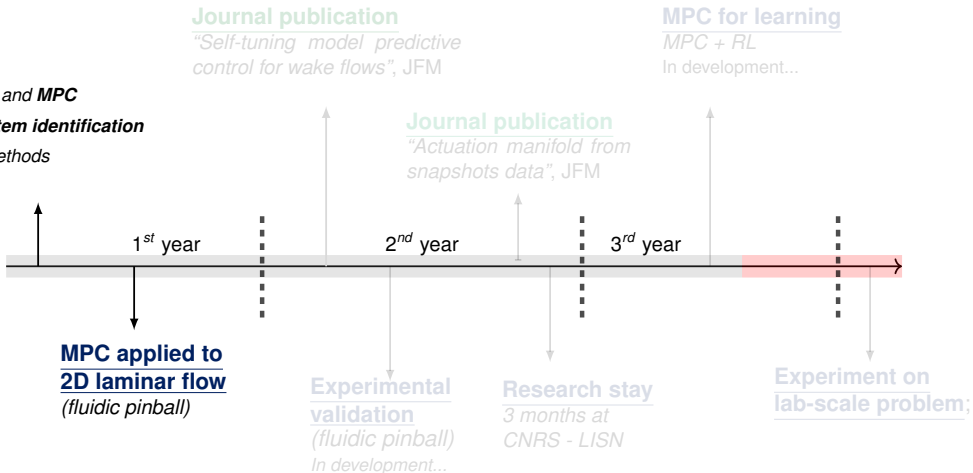 Journal publication
“Self-tuning model predictive
control for wake flows”, JFM
MPC for learning
MPC + RL
In development...
and MPC
tem identification
ethods
Journal publication
“Actuation manifold from
snapshots data”, JFM
1st year
2nd year
3rd year
MPC applied to
2D laminar flow
(fluidic pinball)
Experimental
validation
(fluidic pinball)
In development...
Research stay
3 months at
CNRS - LISN
Experiment on
lab-scale problem;